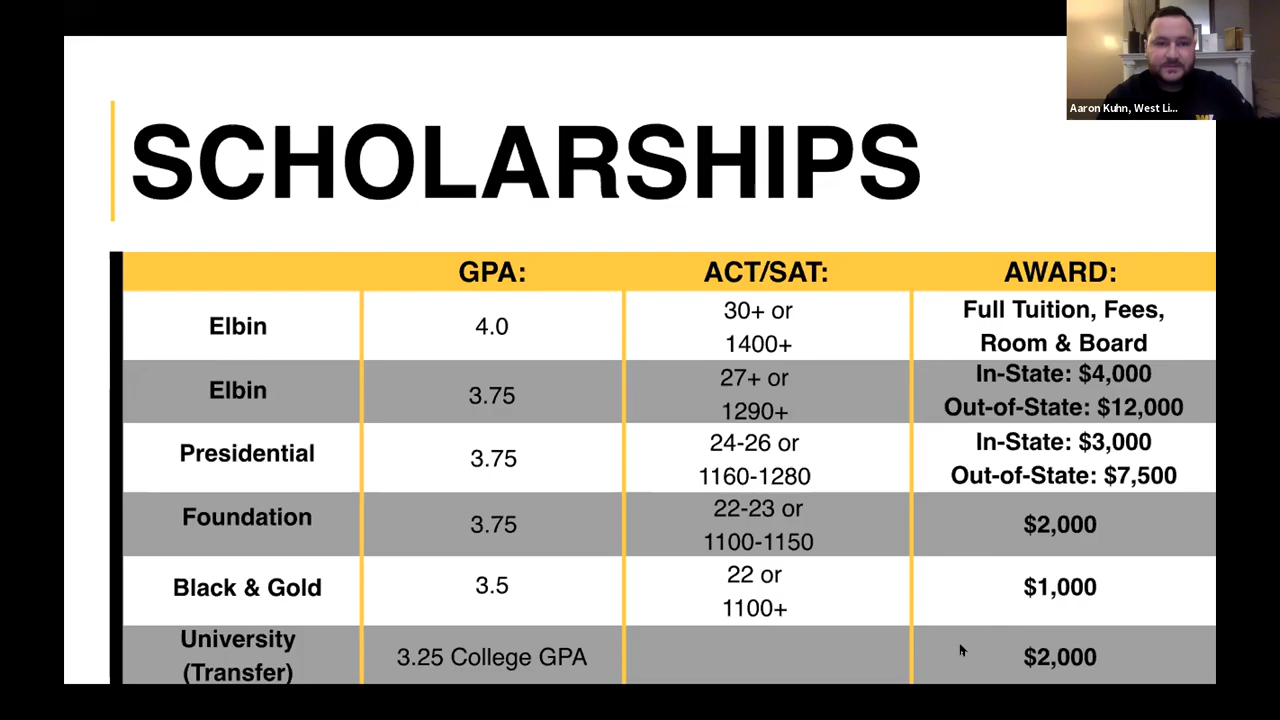 Aaron Kuhn, West Li...
SCHOLARSHIPS
GPA: ACT/SAT: AWARD:
Elbin 4.0 30+ or 1400+ Full Tuition, Fees, Room & Board
Elbin 3.75 27+ or 1290+ In-State: $4,000 Out-of-State: $12,000
Presidential 3.75 24-26 or 1160-1280 In-State: $3,000 Out-of-State: $7,500
Foundation 3.75 22-23 or 1100-1150 $2,000
Black & Gold 3.5 22 or 1100+ $1,000
University (Transfer) 3.25 College GPA $2,000